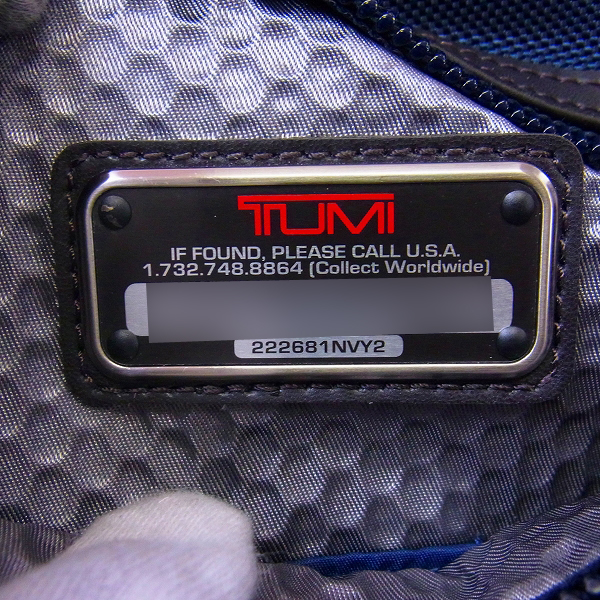 TUMI
IF FOUND, PLEASE CALL U.S.A.
1.732.748.8864 (Collect Worldwide)
222681NVY2